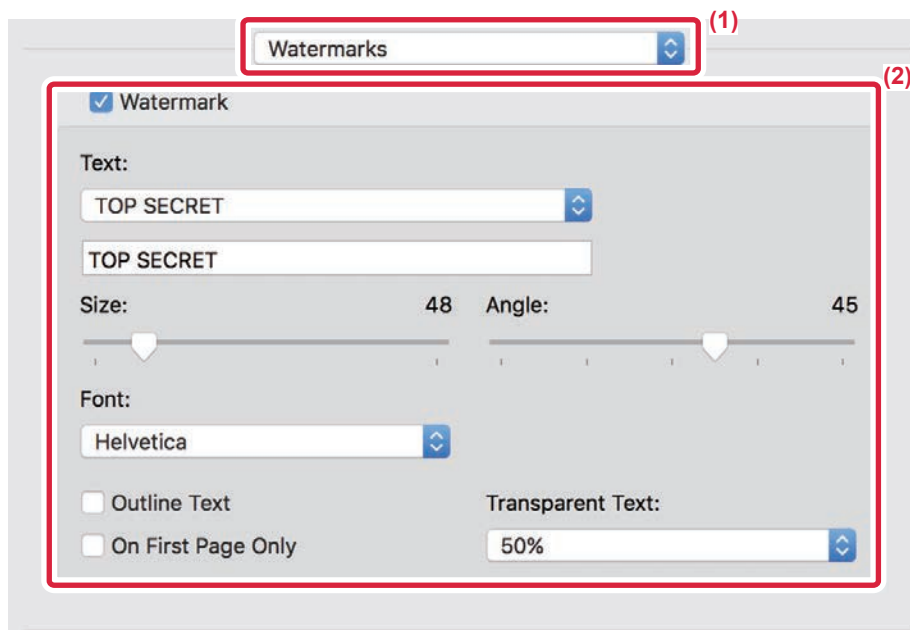 (1)
Watermarks
(2)
Watermark
Text:
TOP SECRET
TOP SECRET
Size: 48 Angle: 45
Font:
Helvetica
Outline Text Transparent Text:
On First Page Only 50%